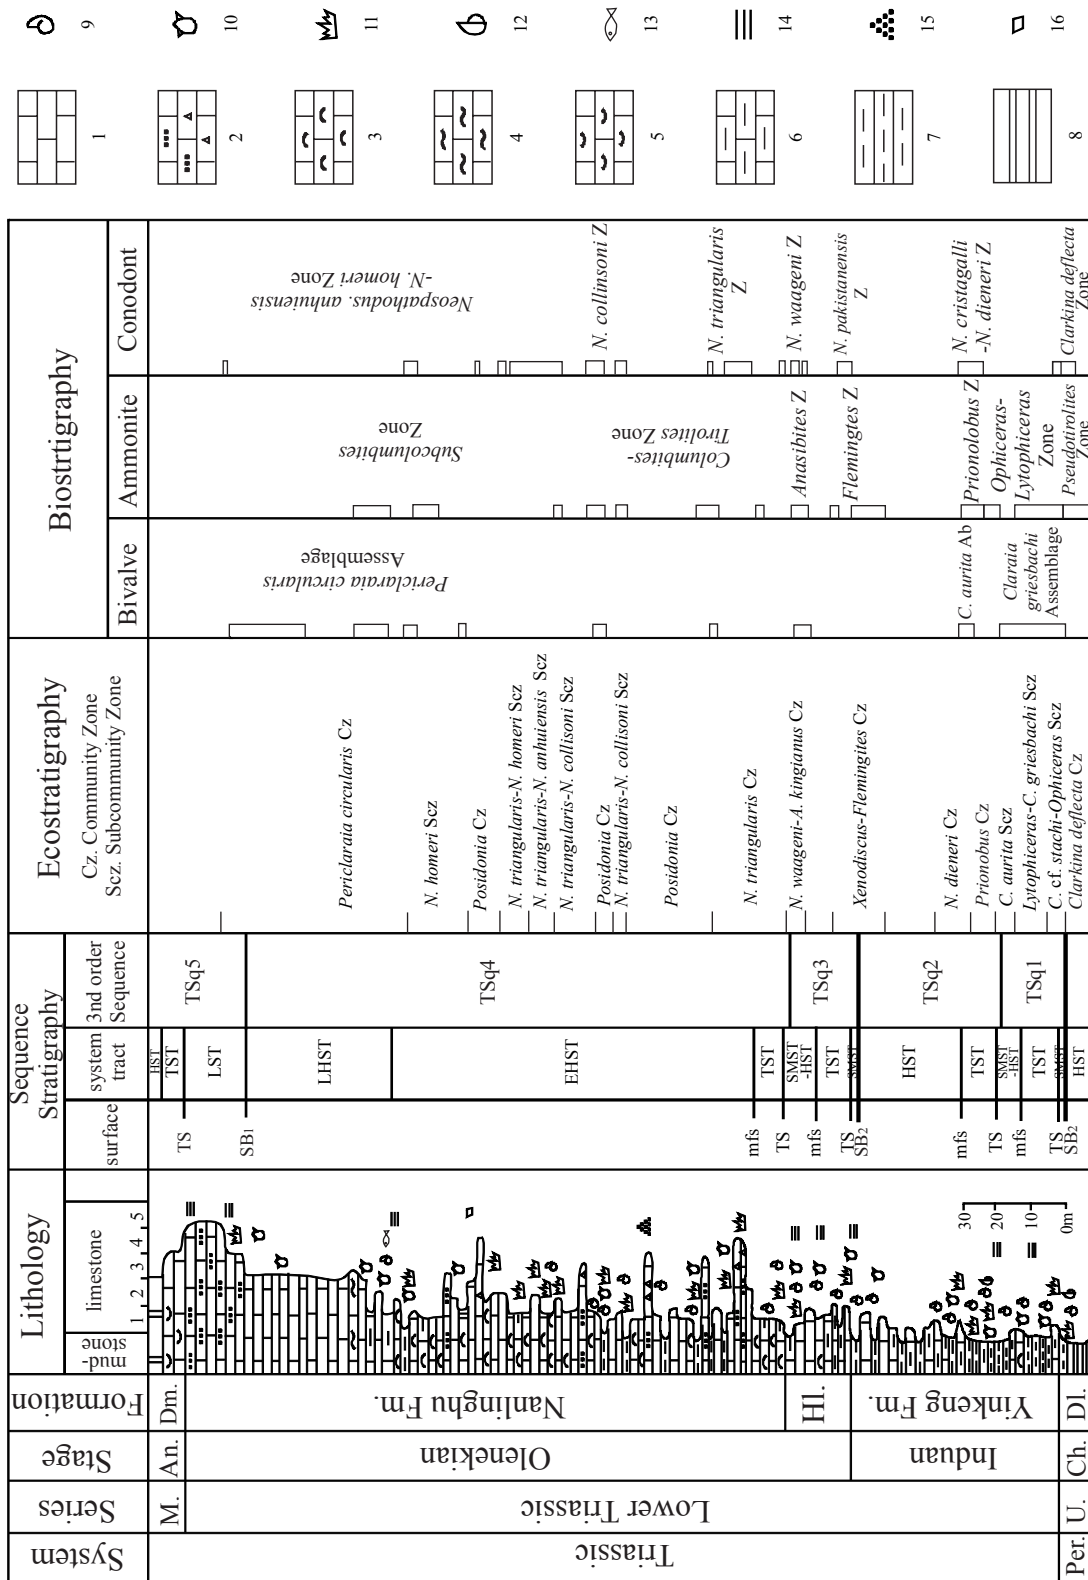 9
10
11
12
13
14
15
16
1
2
3
4
5
6
7
8
System
Series
Stage
Formation
Lithology
mud-
stone
limestone
1 2 3 4 5
Sequence
Stratigraphy
surface
system
tract
3nd order
Sequence
Ecostratigraphy
Cz. Community Zone
Scz. Subcommunity Zone
Biostrtigraphy
Bivalve
Ammonite
Conodont
Triassic
Per.
M.
Lower Triassic
U.
An.
Olenekian
Induan
Ch.
Dm.
Nanlinghu Fm.
Hl.
Yinkeng Fm.
Dl.
30
20
10
0m
TS
SB1
mfs
TS
mfs
TS
SB2
mfs
TS
mfs
TS
SB2
HST
TST
LST
LHST
EHST
TST
SMST
-HST
TST
SMST
HST
TST
SMST
-HST
TST
SMST
HST
TSq5
TSq4
TSq3
TSq2
TSq1
Periclaraia circularis Cz
N. homeri Scz
Posidonia Cz
N. triangularis-N. homeri Scz
N. triangularis-N. anhuiensis Scz
N. triangularis-N. collisoni Scz
Posidonia Cz
N. triangularis-N. collisoni Scz
Posidonia Cz
N. triangularis Cz
N. waageni-A. kingianus Cz
Xenodiscus-Flemingites Cz
N. dieneri Cz
Prionobus Cz
C. aurita Scz
Lytophiceras-C. griesbachi Scz
C. cf. stachi-Ophiceras Scz
Clarkina deflecta Cz
Periclaraia circularis
Assemblage
C. aurita Ab
Claraia
griesbachi
Assemblage
Subcolumbites
Zone
Columbites-
Tirolites Zone
Anasibites Z
Flemingtes Z
Prionolobus Z
Ophiceras-
Lytophiceras
Zone
Pseudotirolites
Zone
Neospathodus. anhuiensis
-N. homeri Zone
N. collinsoni Z
N. triangularis
Z
N. waageni Z
N. pakistanensis
Z
N. cristagalli
-N. dieneri Z
Clarkina deflecta
Zone